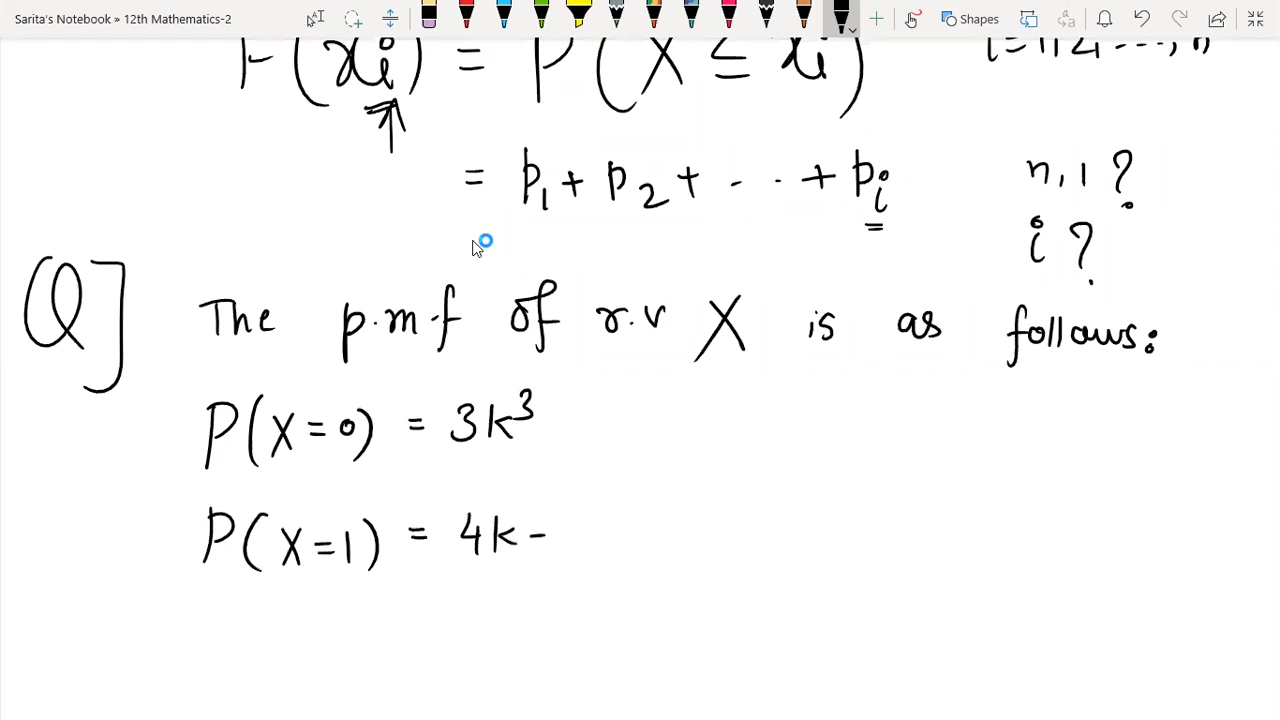 Sarita's Notebook » 12th Mathematics-2
Shapes
F(xi) = P(X ≤ xi)
= p1 + p2 + - . . + pi
n, 1 ?
i ?
Q] The p.m.f of r.v X is as follows:
P(X=0) = 3k³
P(X=1) = 4k -